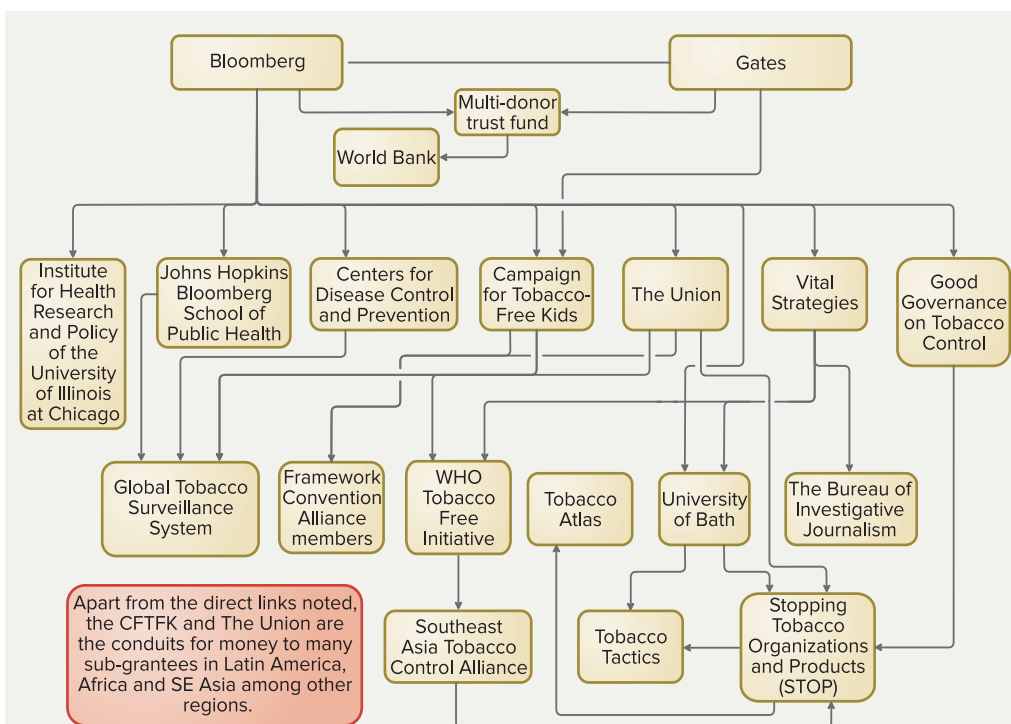 Bloomberg
Gates
Multi-donor
trust fund
World Bank
Institute
for Health
Research
and Policy
of the
University
of Illinois
at Chicago
Johns Hopkins
Bloomberg
School of
Public Health
Centers for
Disease Control
and Prevention
Campaign
for Tobacco-
Free Kids
The Union
Vital
Strategies
Good
Governance
on Tobacco
Control
Global Tobacco
Surveillance
System
Framework
Convention
Alliance
members
WHO
Tobacco
Free
Initiative
Tobacco
Atlas
University
of Bath
The Bureau of
Investigative
Journalism
Apart from the direct links noted,
the CFTFK and The Union are
the conduits for money to many
sub-grantees in Latin America,
Africa and SE Asia among other
regions.
Southeast
Asia Tobacco
Control Alliance
Tobacco
Tactics
Stopping
Tobacco
Organizations
and Products
(STOP)